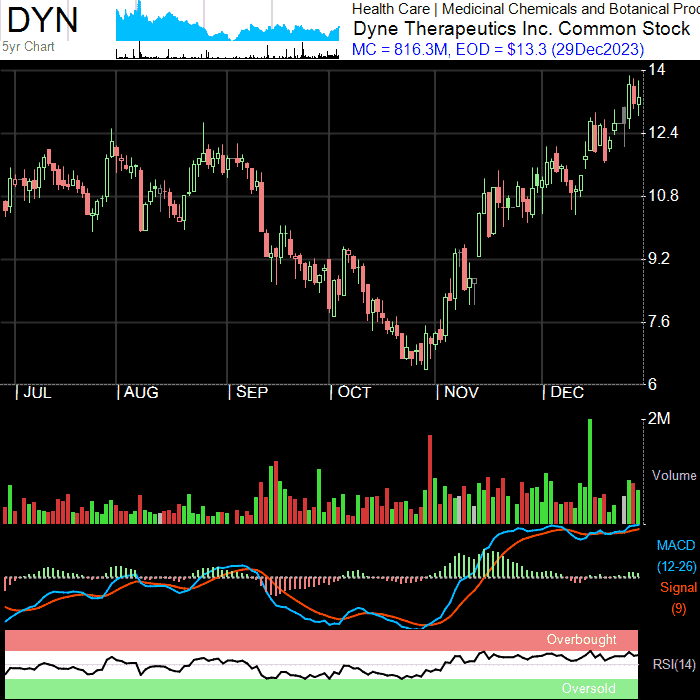 DYN
5yr Chart
Health Care | Medicinal Chemicals and Botanical Proc
Dyne Therapeutics Inc. Common Stock
MC = 816.3M, EOD = $13.3 (29Dec2023)
14
12.4
10.8
9.2
7.6
6
| JUL | AUG | SEP | OCT | NOV | DEC
2M
Volume
MACD
(12-26)
Signal
(9)
Overbought
RSI(14)
Oversold